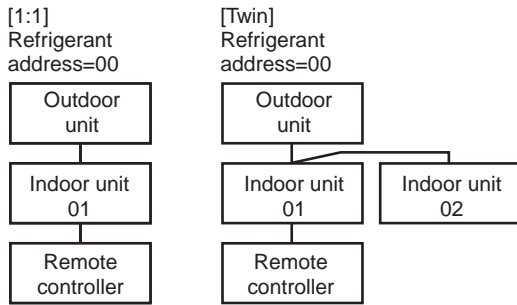 [1:1]
Refrigerant
address=00
Outdoor
unit
Indoor unit
01
Remote
controller
[Twin]
Refrigerant
address=00
Outdoor
unit
Indoor unit
01
Indoor unit
02
Remote
controller